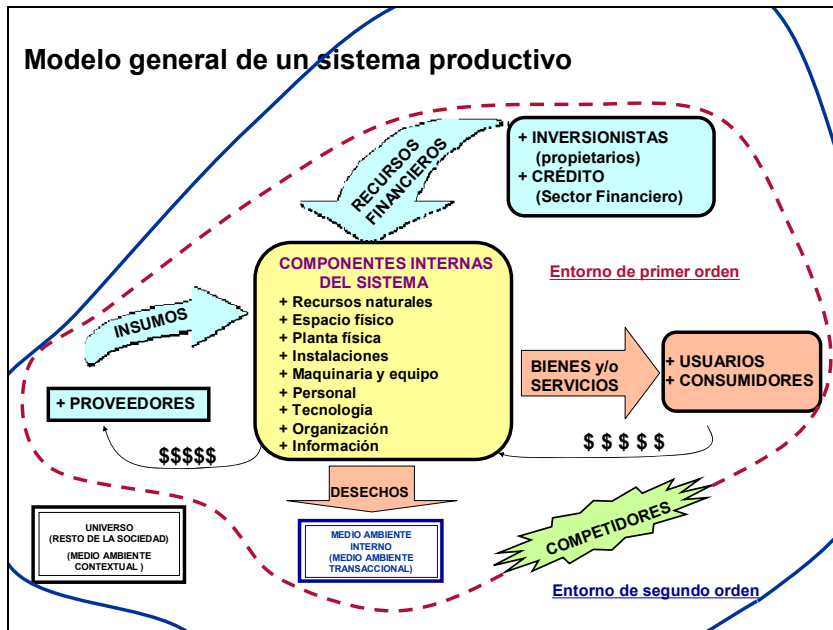 Modelo general de un sistema productivo
RECURSOS
FINANCIEROS
+ INVERSIONISTAS
(propietarios)
+ CRÉDITO
(Sector Financiero)
COMPONENTES INTERNAS
DEL SISTEMA
+ Recursos naturales
+ Espacio físico
+ Planta física
+ Instalaciones
+ Maquinaria y equipo
+ Personal
+ Tecnología
+ Organización
+ Información
Entorno de primer orden
INSUMOS
+ PROVEEDORES
$$$$$
BIENES y/o
SERVICIOS
+ USUARIOS
+ CONSUMIDORES
$ $ $ $ $
DESECHOS
COMPETIDORES
UNIVERSO
(RESTO DE LA SOCIEDAD)
(MEDIO AMBIENTE
CONTEXTUAL )
MEDIO AMBIENTE
INTERNO
(MEDIO AMBIENTE
TRANSACCIONAL)
Entorno de segundo orden